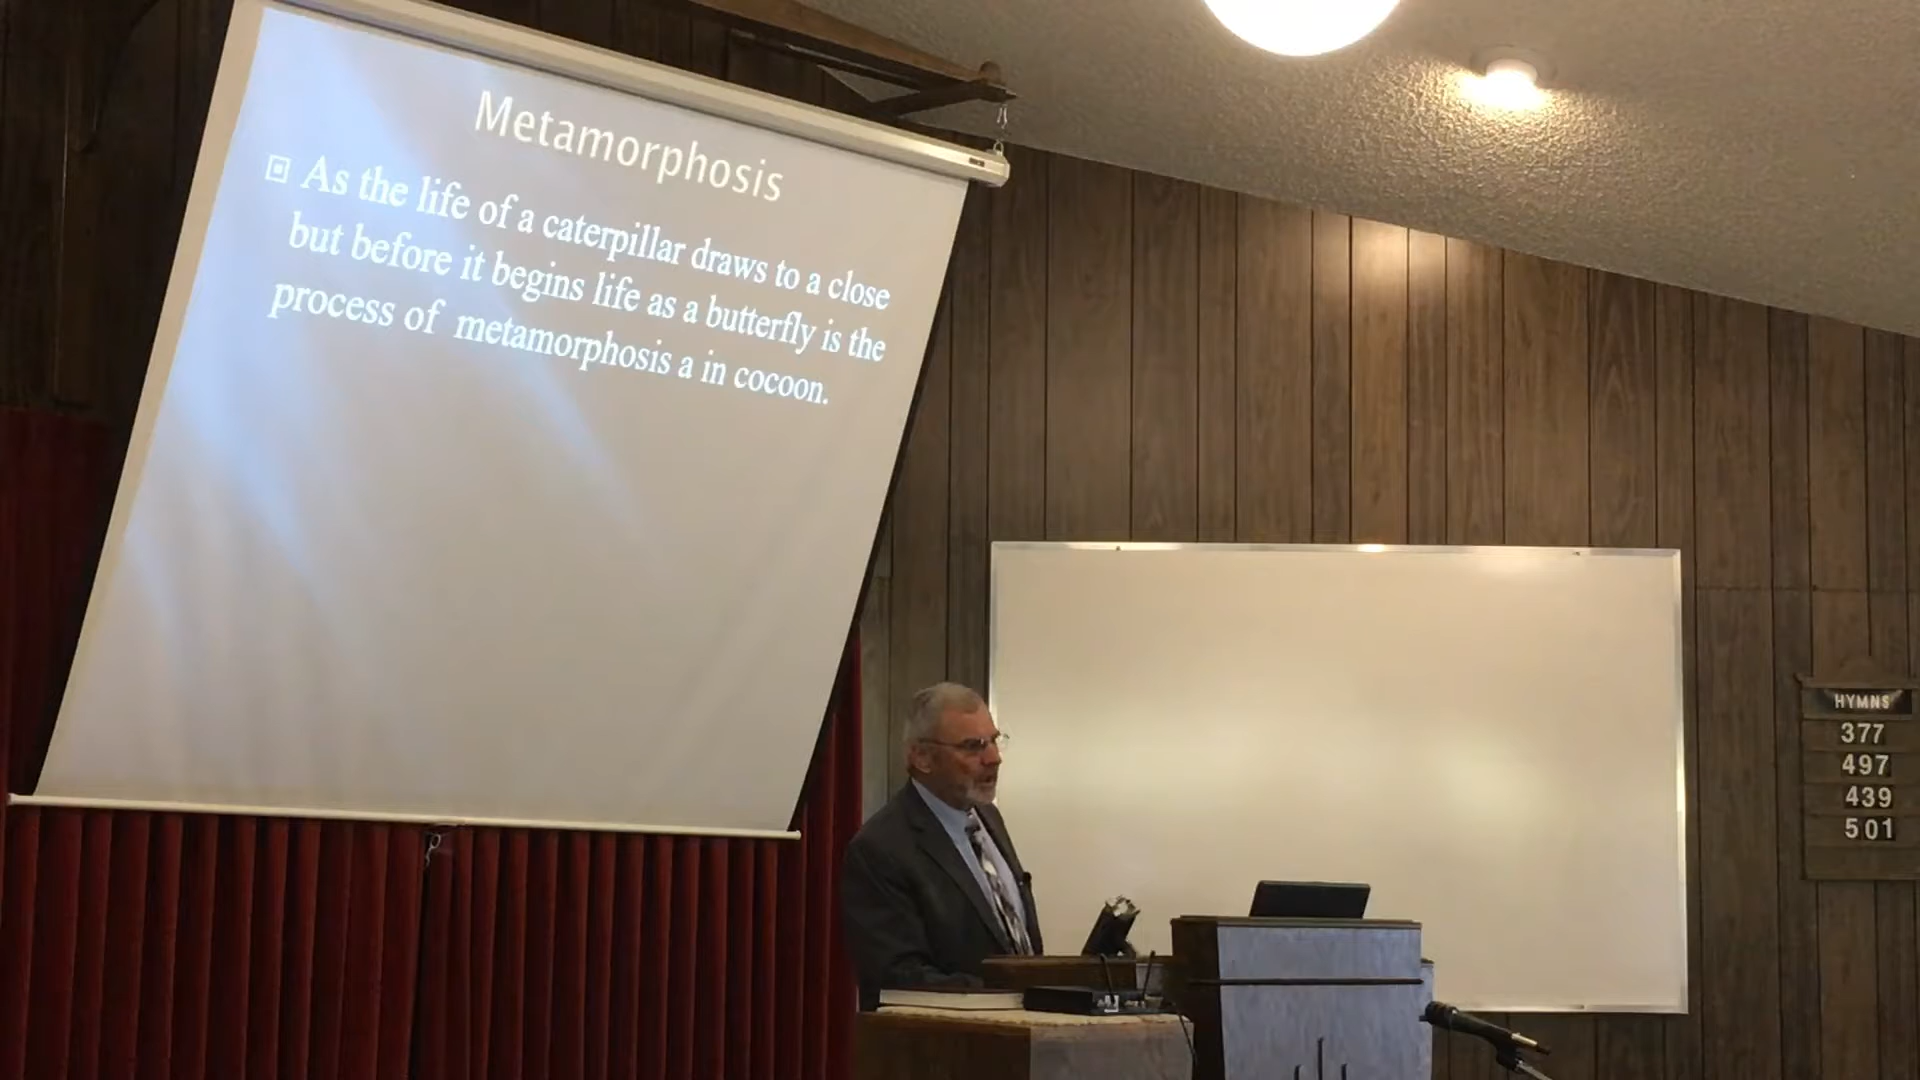 Metamorphosis
As the life of a caterpillar draws to a close
but before it begins life as a butterfly is the
process of metamorphosis a in cocoon.
HYMNS
377
497
439
501